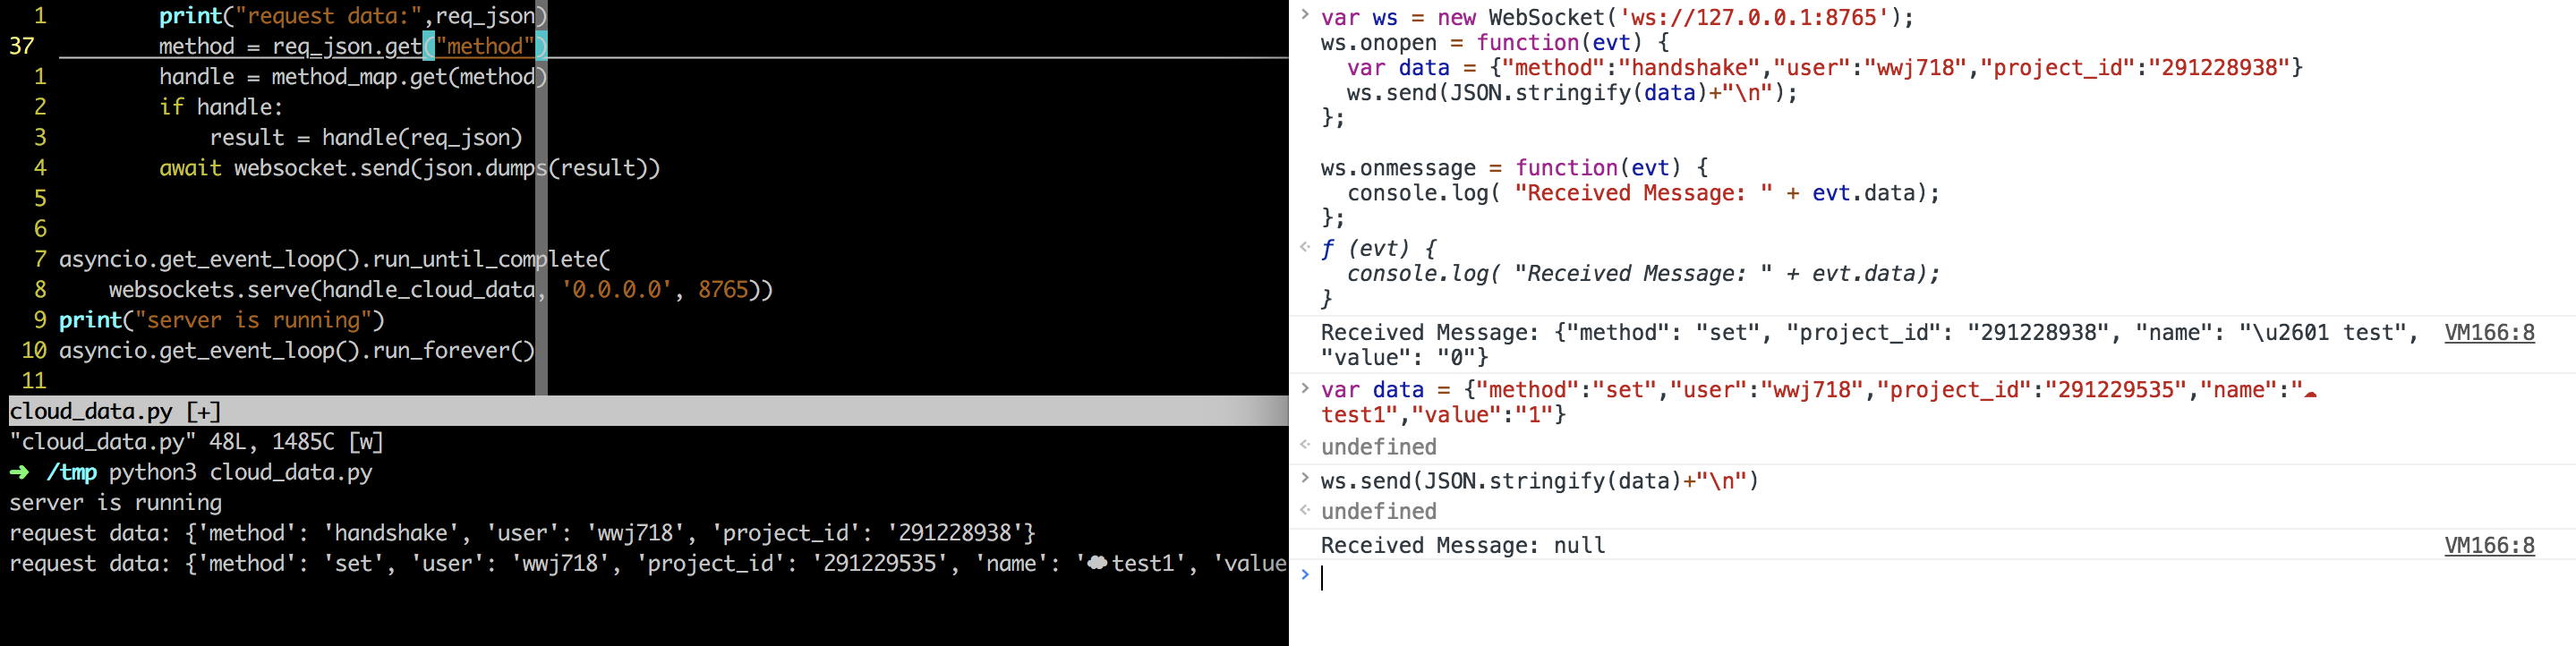 1         print("request data:",req_json)
37        method = req_json.get("method")
1         handle = method_map.get(method)
2         if handle:
3             result = handle(req_json)
4         await websocket.send(json.dumps(result))
5
6
7 asyncio.get_event_loop().run_until_complete(
8     websockets.serve(handle_cloud_data, '0.0.0.0', 8765))
9 print("server is running")
10 asyncio.get_event_loop().run_forever()
11
cloud_data.py [+]
"cloud_data.py" 48L, 1485C [w]
➜ /tmp python3 cloud_data.py
server is running
request data: {'method': 'handshake', 'user': 'wwj718', 'project_id': '291228938'}
request data: {'method': 'set', 'user': 'wwj718', 'project_id': '291229535', 'name': '☁test1', 'value
> var ws = new WebSocket('ws://127.0.0.1:8765');
ws.onopen = function(evt) {
  var data = {"method":"handshake","user":"wwj718","project_id":"291228938"}
  ws.send(JSON.stringify(data)+"\n");
};
ws.onmessage = function(evt) {
  console.log( "Received Message: " + evt.data);
};
ƒ (evt) {
  console.log( "Received Message: " + evt.data);
}
Received Message: {"method": "set", "project_id": "291228938", "name": "\u2601 test", VM166:8
"value": "0"}
> var data = {"method":"set","user":"wwj718","project_id":"291229535","name":"☁
test1","value":"1"}
undefined
> ws.send(JSON.stringify(data)+"\n")
undefined
Received Message: null VM166:8
>